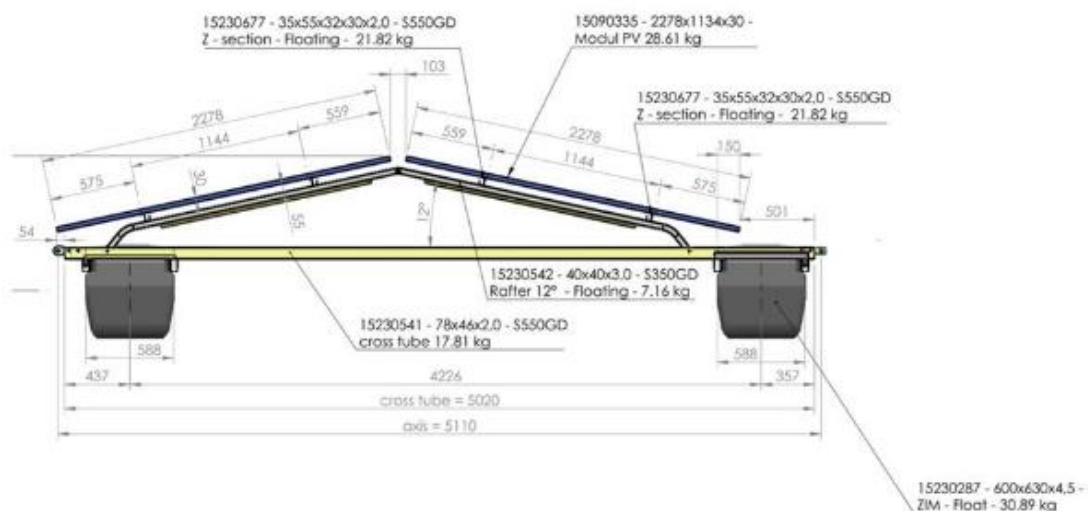 15230677 - 35x55x32x30x2,0 - S550GD
Z - section - Floating - 21.82 kg
15090335 - 2278x1134x30 -
Modul PV 28.61 kg
103
15230677 - 35x55x32x30x2,0 - S550GD
Z - section - Floating - 21.82 kg
2278
559
1144
575
30
55
559
2278
1144
150
575
501
12°
54
15230542 - 40x40x3,0 - S350GD
Rafter 12° - Floating - 7.16 kg
15230541 - 78x46x2,0 - S550GD
cross tube 17.81 kg
588
588
437
4226
357
cross tube = 5020
axis = 5110
15230287 - 600x630x4,5 -
ZIM - Float - 30.89 kg